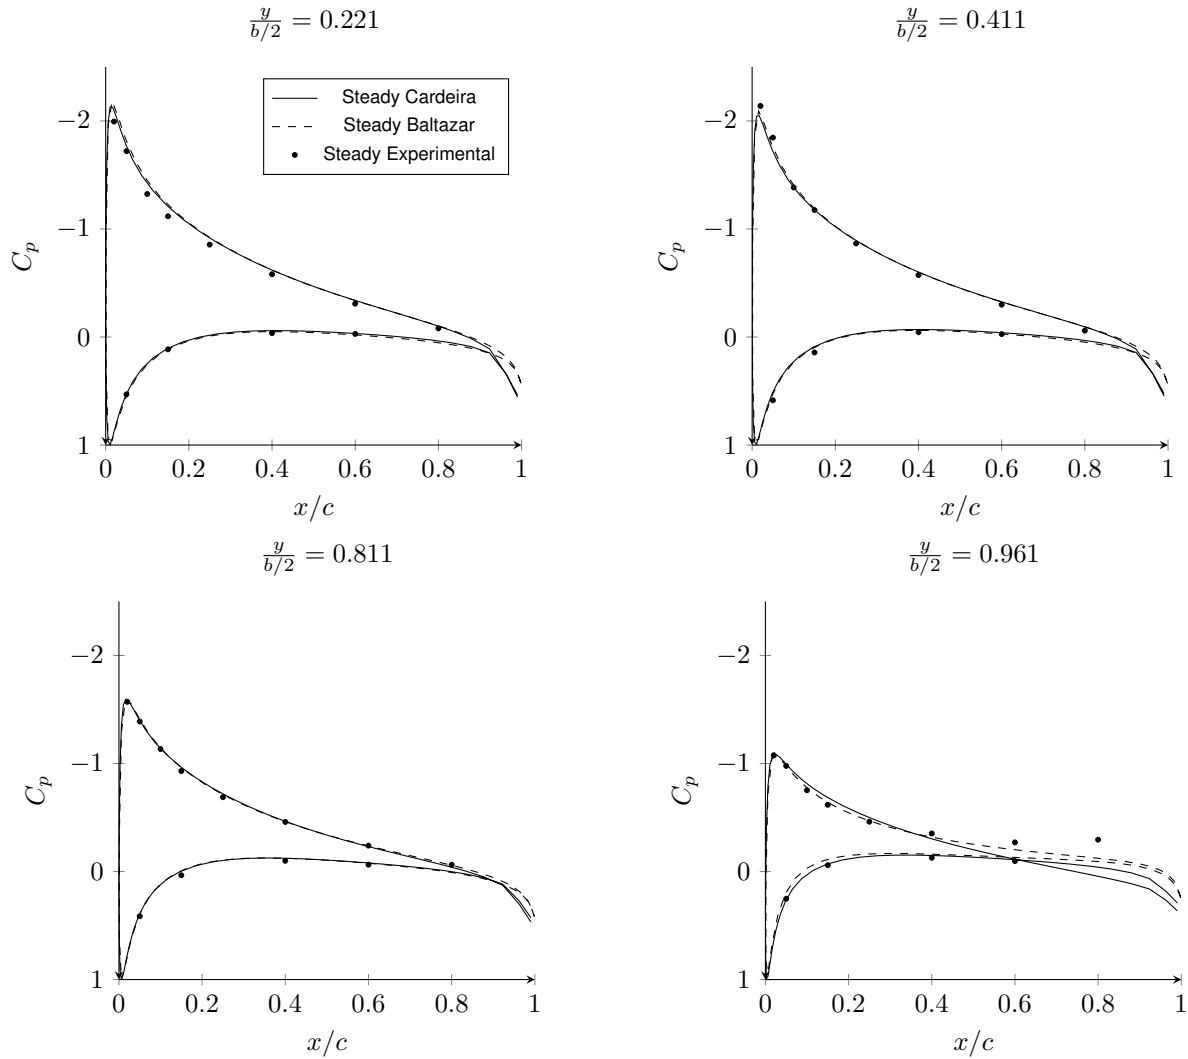 y/(b/2) = 0.221
Steady Cardeira
Steady Baltazar
Steady Experimental
−2
−1
0
1
C_p
0 0.2 0.4 0.6 0.8 1
x/c
y/(b/2) = 0.411
−2
−1
0
1
C_p
0 0.2 0.4 0.6 0.8 1
x/c
y/(b/2) = 0.811
−2
−1
0
1
C_p
0 0.2 0.4 0.6 0.8 1
x/c
y/(b/2) = 0.961
−2
−1
0
1
C_p
0 0.2 0.4 0.6 0.8 1
x/c